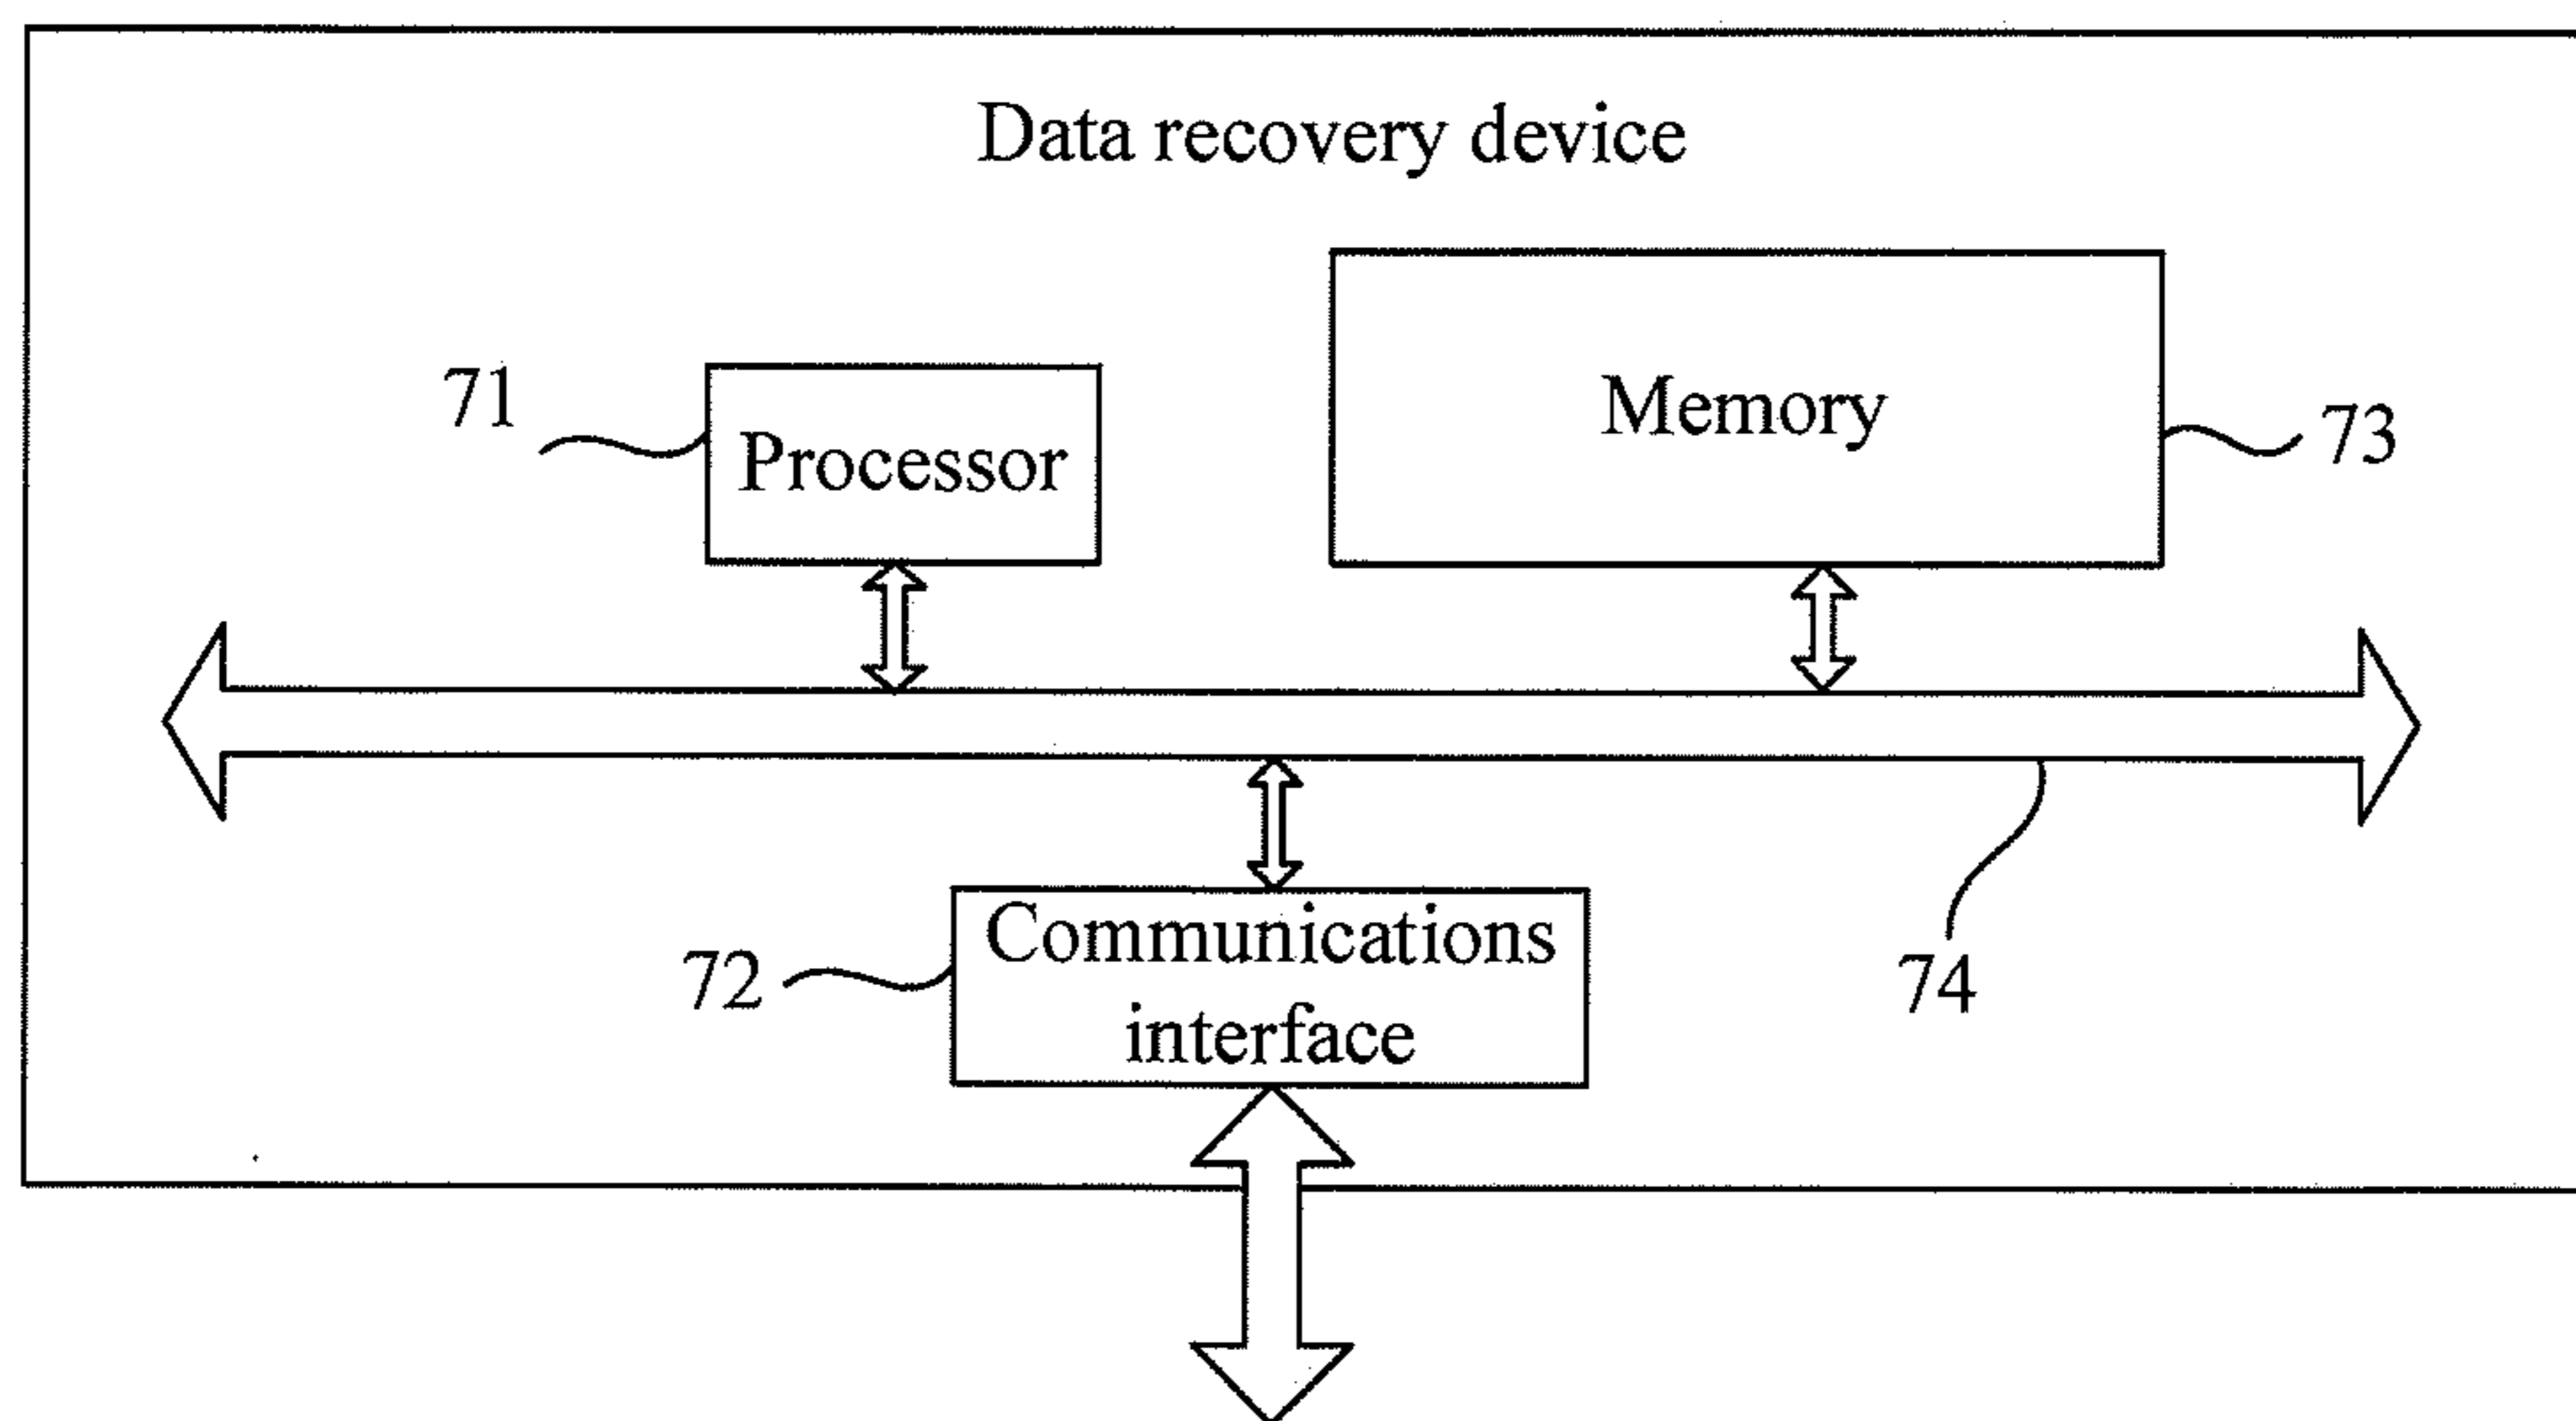 Data recovery device
71
Processor
Memory
73
72
Communications
interface
74